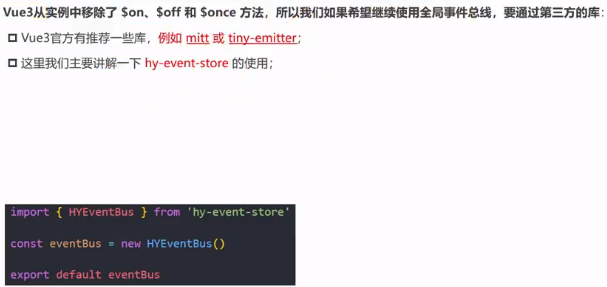 Vue3从实例中移除了 $on、$off 和 $once 方法，所以我们如果希望继续使用全局事件总线，要通过第三方的库：
Vue3官方有推荐一些库，例如 mitt 或 tiny-emitter；
这里我们主要讲解一下 hy-event-store 的使用；
import { HYEventBus } from 'hy-event-store'
const eventBus = new HYEventBus()
export default eventBus